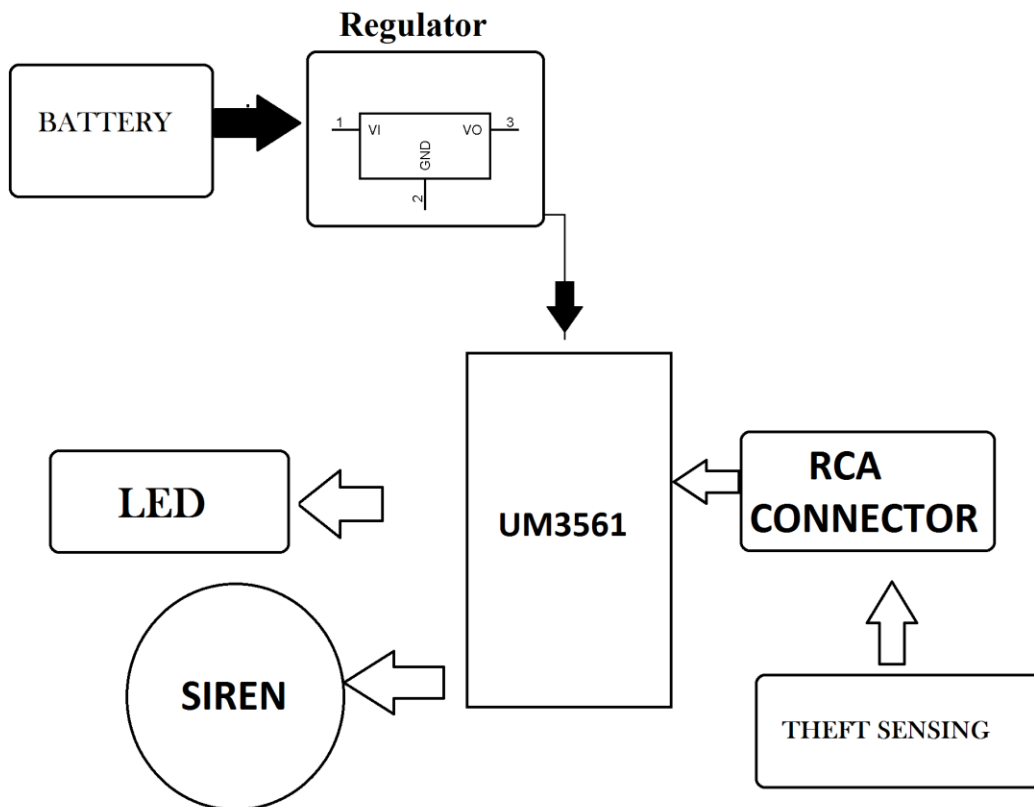 Regulator
BATTERY
1
VI
VO
3
GND
2
LED
UM3561
RCA
CONNECTOR
SIREN
THEFT SENSING